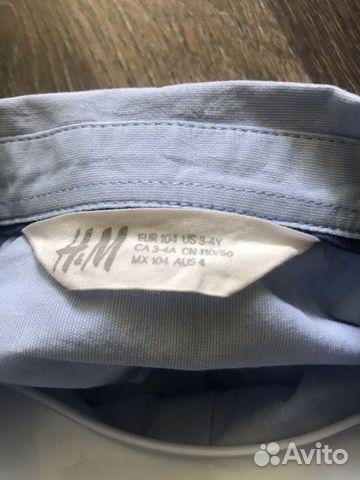 H&M
EUR 104 US 3-4Y
CA 3-4A CN 110/56
MX 104 AUS 4
Avito